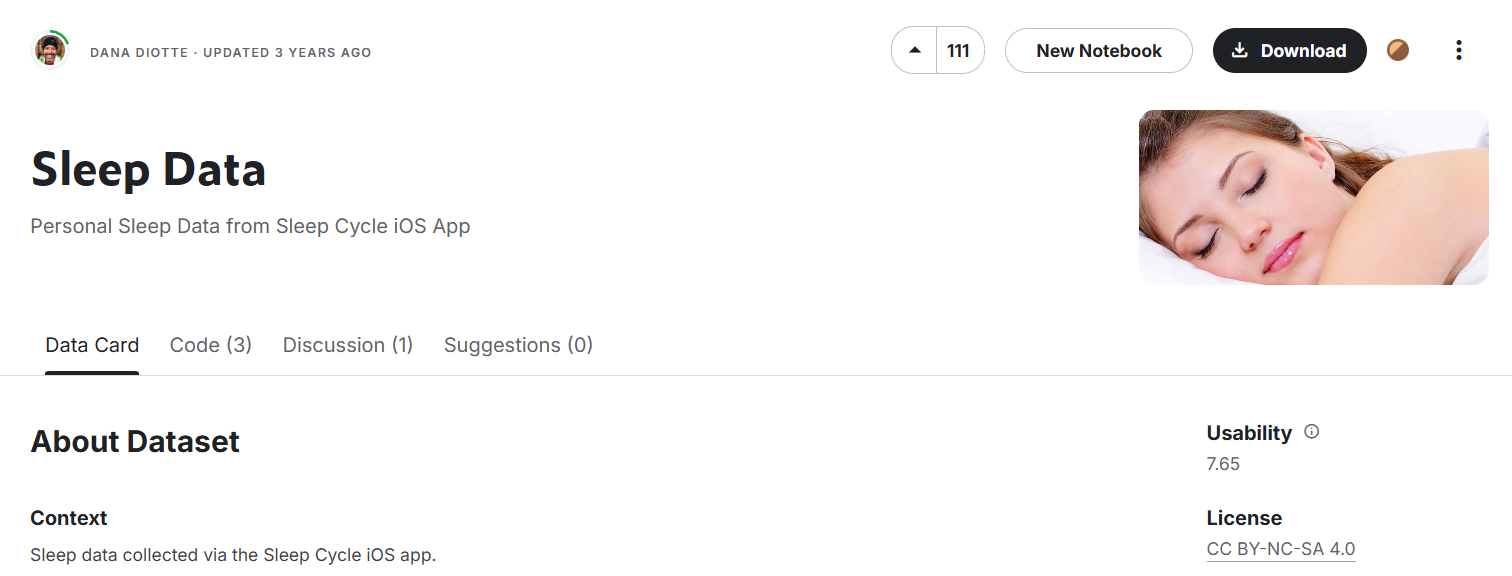 DANA DIOTTE · UPDATED 3 YEARS AGO
111
New Notebook
Download
Sleep Data
Personal Sleep Data from Sleep Cycle iOS App
Data Card
Code (3)
Discussion (1)
Suggestions (0)
About Dataset
Context
Sleep data collected via the Sleep Cycle iOS app.
Usability
7.65
License
CC BY-NC-SA 4.0